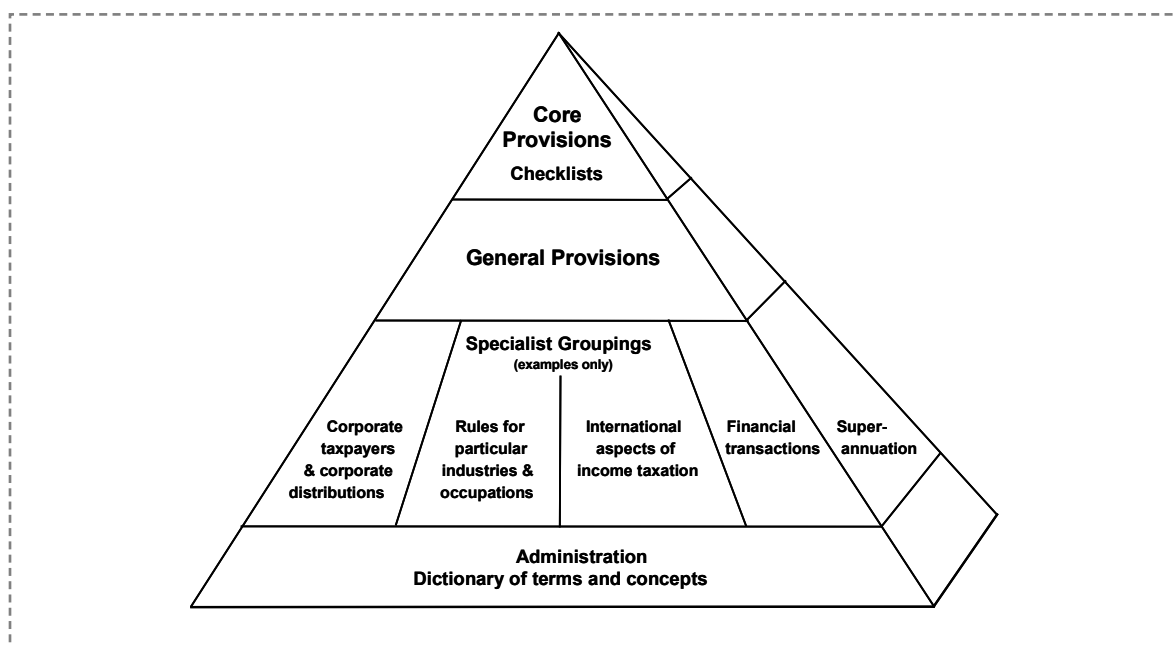 Core
Provisions
Checklists
General Provisions
Specialist Groupings
(examples only)
Corporate
taxpayers
& corporate
distributions
Rules for
particular
industries &
occupations
International
aspects of
income taxation
Financial
transactions
Super-
annuation
Administration
Dictionary of terms and concepts